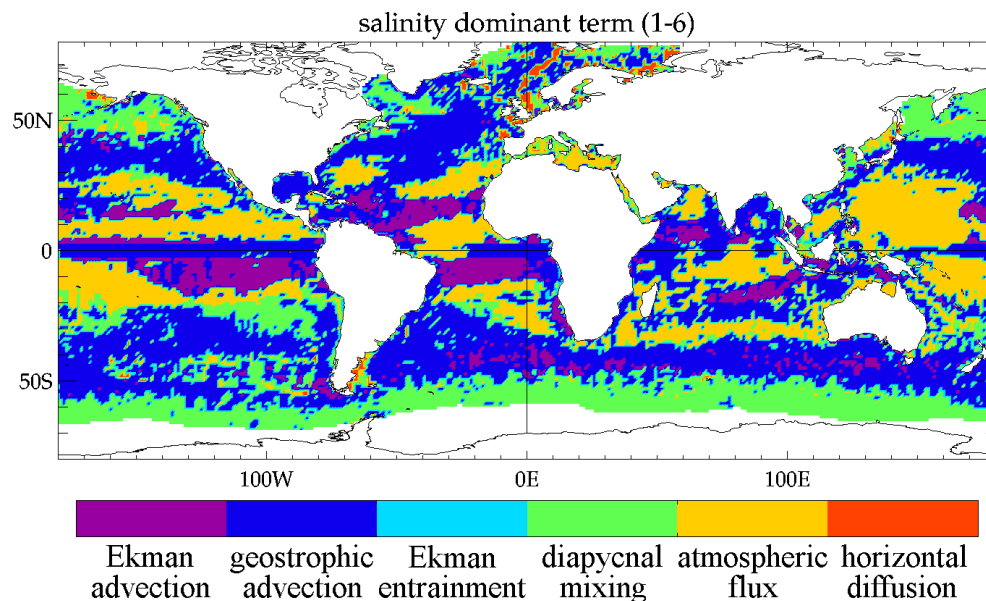 salinity dominant term (1-6)
50N
0
50S
100W
0E
100E
Ekman advection
geostrophic advection
Ekman entrainment
diapycnal mixing
atmospheric flux
horizontal diffusion